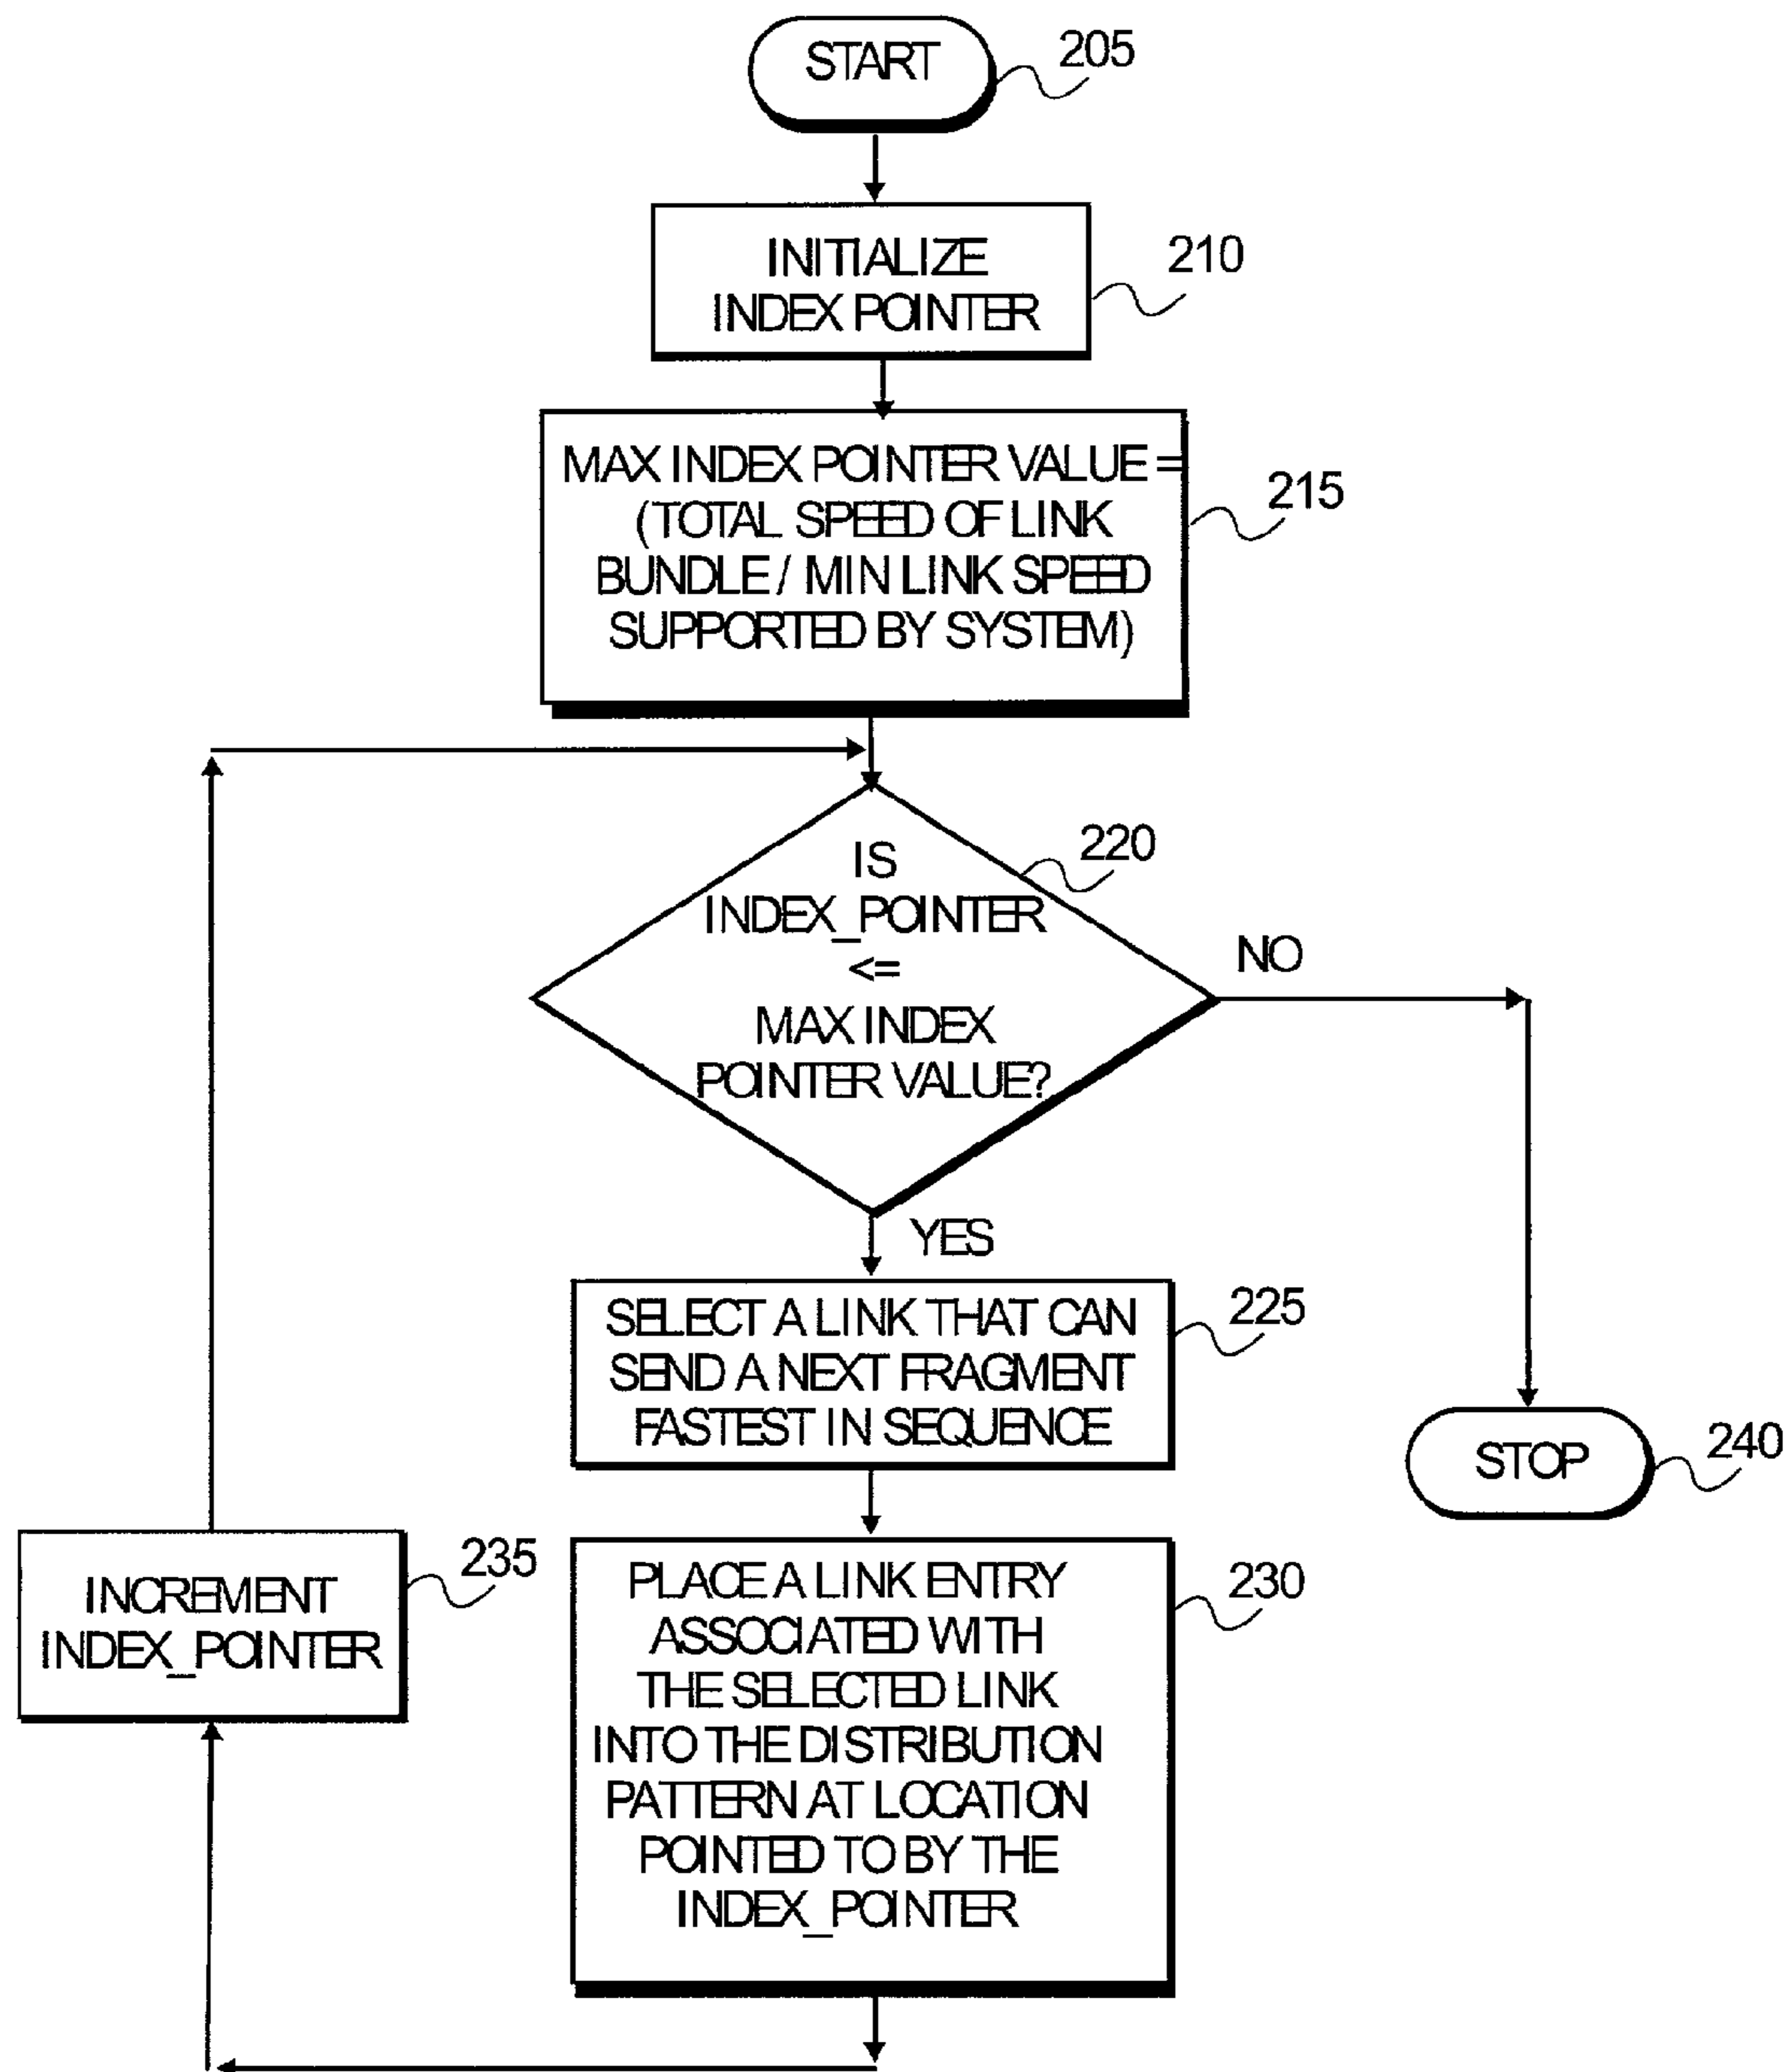 START
205
INITIALIZE
INDEX POINTER
210
MAX INDEX POINTER VALUE =
(TOTAL SPEED OF LINK
BUNDLE / MIN LINK SPEED
SUPPORTED BY SYSTEM)
215
IS
INDEX_POINTER
<=
MAX INDEX
POINTER VALUE?
220
NO
YES
SELECT A LINK THAT CAN
SEND A NEXT FRAGMENT
FASTEST IN SEQUENCE
225
STOP
240
PLACE A LINK ENTRY
ASSOCIATED WITH
THE SELECTED LINK
INTO THE DISTRIBUTION
PATTERN AT LOCATION
POINTED TO BY THE
INDEX_POINTER
230
INCREMENT
INDEX_POINTER
235